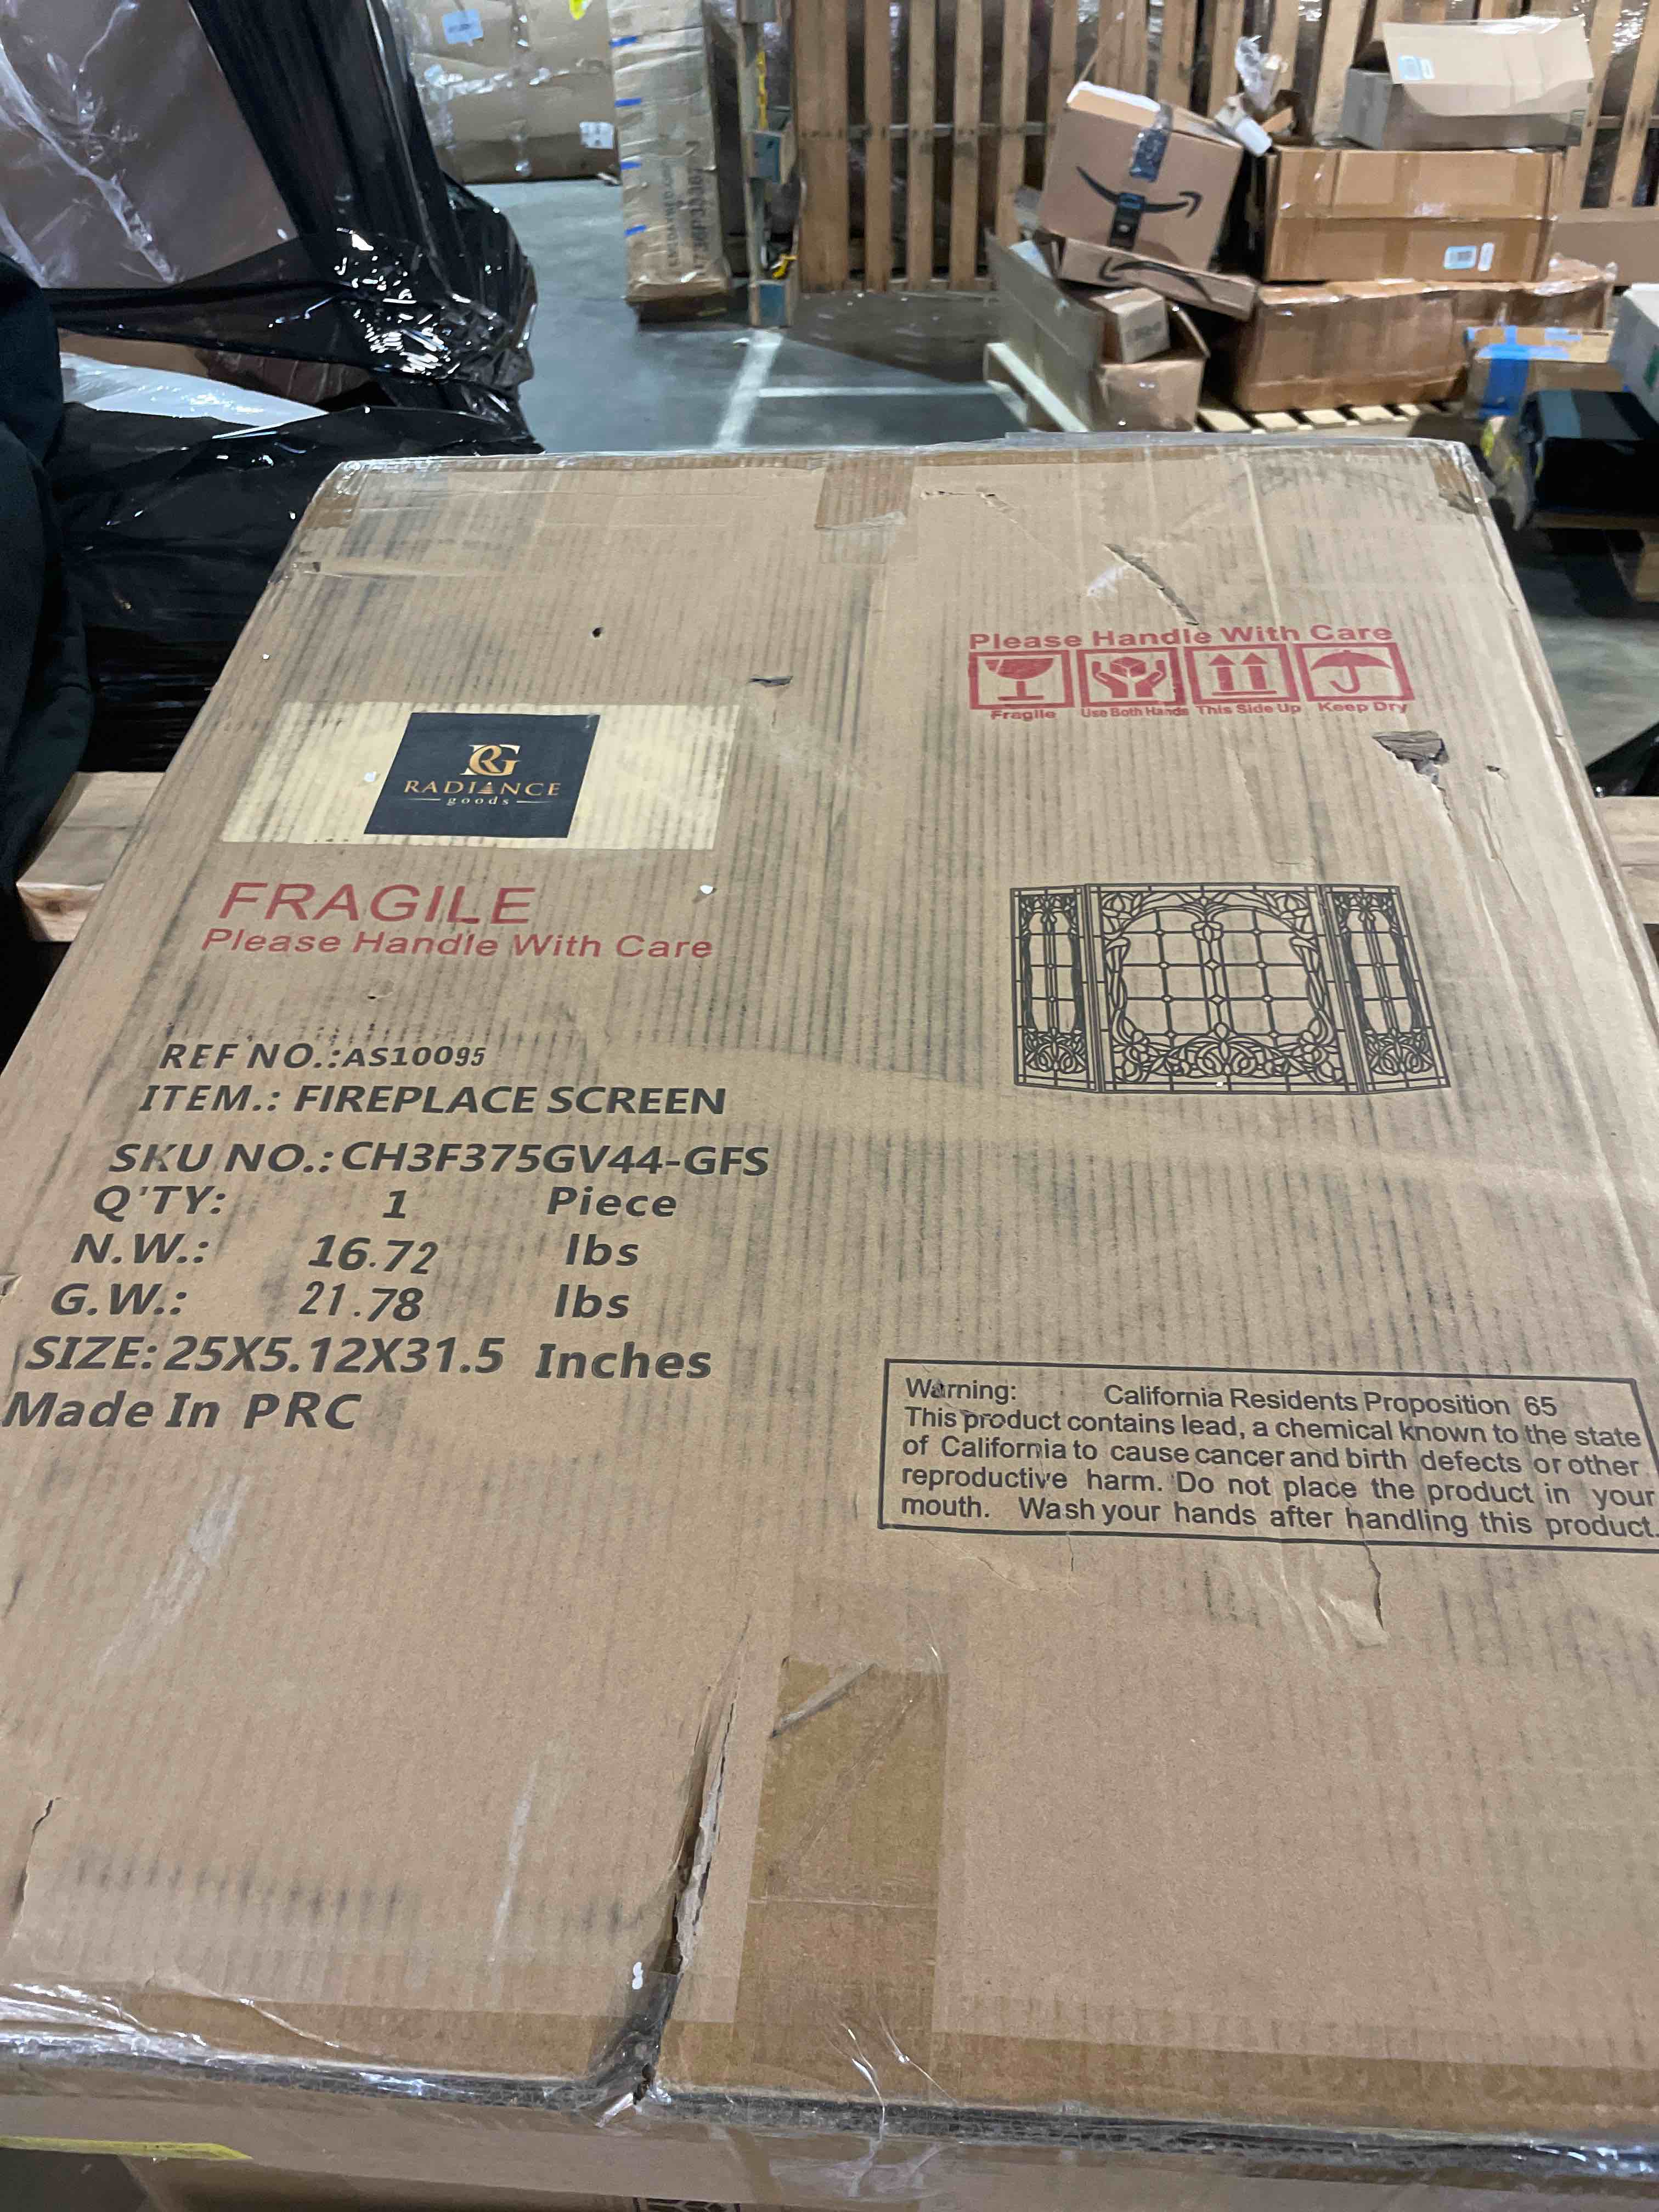 Please Handle With Care
Fragile
Use Both Hands
This Side Up
Keep Dry
RG
RADIANCE
goods
FRAGILE
Please Handle With Care
REF NO.:AS10095
ITEM.: FIREPLACE SCREEN
SKU NO.:CH3F375GV44-GFS
Q'TY: 1 Piece
N.W.: 16.72 lbs
G.W.: 21.78 lbs
SIZE: 25X5.12X31.5 Inches
Made In PRC
Warning: California Residents Proposition 65
This product contains lead, a chemical known to the state
of California to cause cancer and birth defects or other
reproductive harm. Do not place the product in your
mouth. Wash your hands after handling this product.